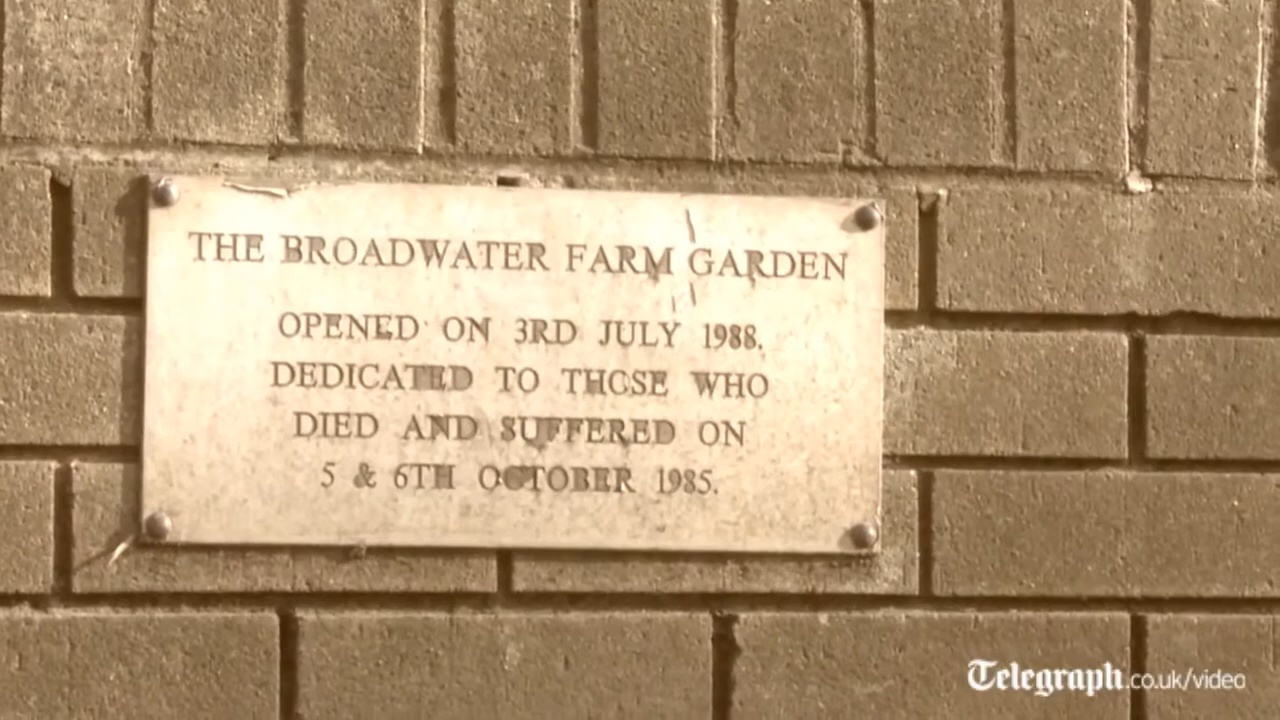 THE BROADWATER FARM GARDEN
OPENED ON 3RD JULY 1988.
DEDICATED TO THOSE WHO
DIED AND SUFFERED ON
5 & 6TH OCTOBER 1985.
Telegraph.co.uk/video